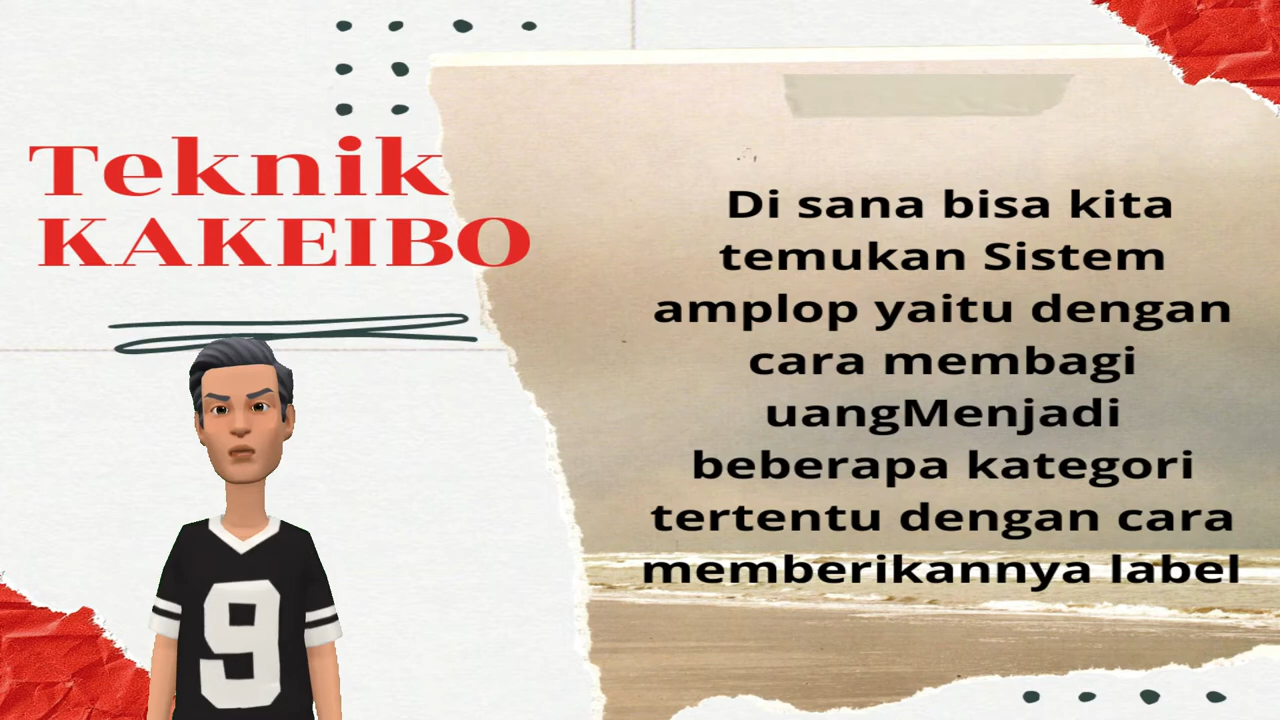 Teknik
KAKEIBO
Di sana bisa kita
temukan Sistem
amplop yaitu dengan
cara membagi
uangMenjadi
beberapa kategori
tertentu dengan cara
memberikannya label
9